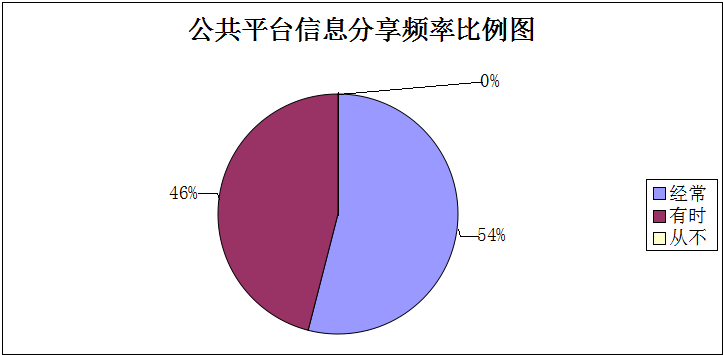 公共平台信息分享频率比例图
0%
46%
54%
经常
有时
从不